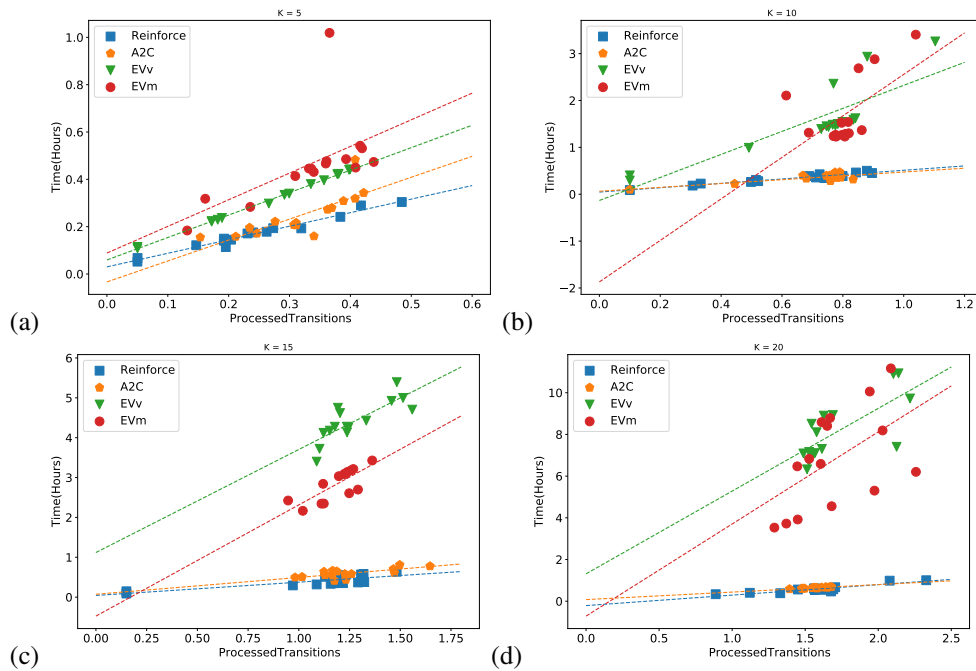 K = 5
Reinforce
A2C
EVv
EVm
Time(Hours)
1.0
0.8
0.6
0.4
0.2
0.0
0.0 0.1 0.2 0.3 0.4 0.5 0.6
ProcessedTransitions
(a)
K = 10
Reinforce
A2C
EVv
EVm
Time(Hours)
3
2
1
0
−1
−2
0.0 0.2 0.4 0.6 0.8 1.0 1.2
ProcessedTransitions
(b)
K = 15
Reinforce
A2C
EVv
EVm
Time(Hours)
6
5
4
3
2
1
0
0.00 0.25 0.50 0.75 1.00 1.25 1.50 1.75
ProcessedTransitions
(c)
K = 20
Reinforce
A2C
EVv
EVm
Time(Hours)
10
8
6
4
2
0
0.0 0.5 1.0 1.5 2.0 2.5
ProcessedTransitions
(d)